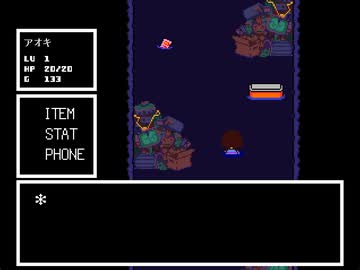 アオキ
LV 1
HP 20/20
G 133
ITEM
STAT
PHONE
*